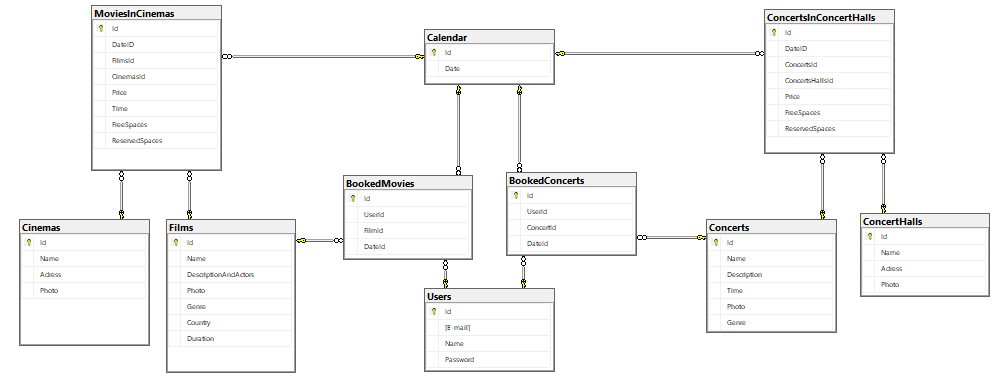 MoviesInCinemas
Id
DateID
FilmsId
CinemasId
Price
Time
FreeSpaces
ReservedSpaces
Calendar
Id
Date
ConcertsInConcertHalls
Id
DateID
ConcertsId
ConcertsHallsId
Price
FreeSpaces
ReservedSpaces
BookedMovies
Id
UserId
FilmId
DateId
BookedConcerts
Id
UserId
ConcertId
DateId
Cinemas
Id
Name
Adress
Photo
Films
Id
Name
DescriptionAndActors
Photo
Genre
Country
Duration
Users
Id
[E-mail]
Name
Password
Concerts
Id
Name
Description
Time
Photo
Genre
ConcertHalls
Id
Name
Adress
Photo